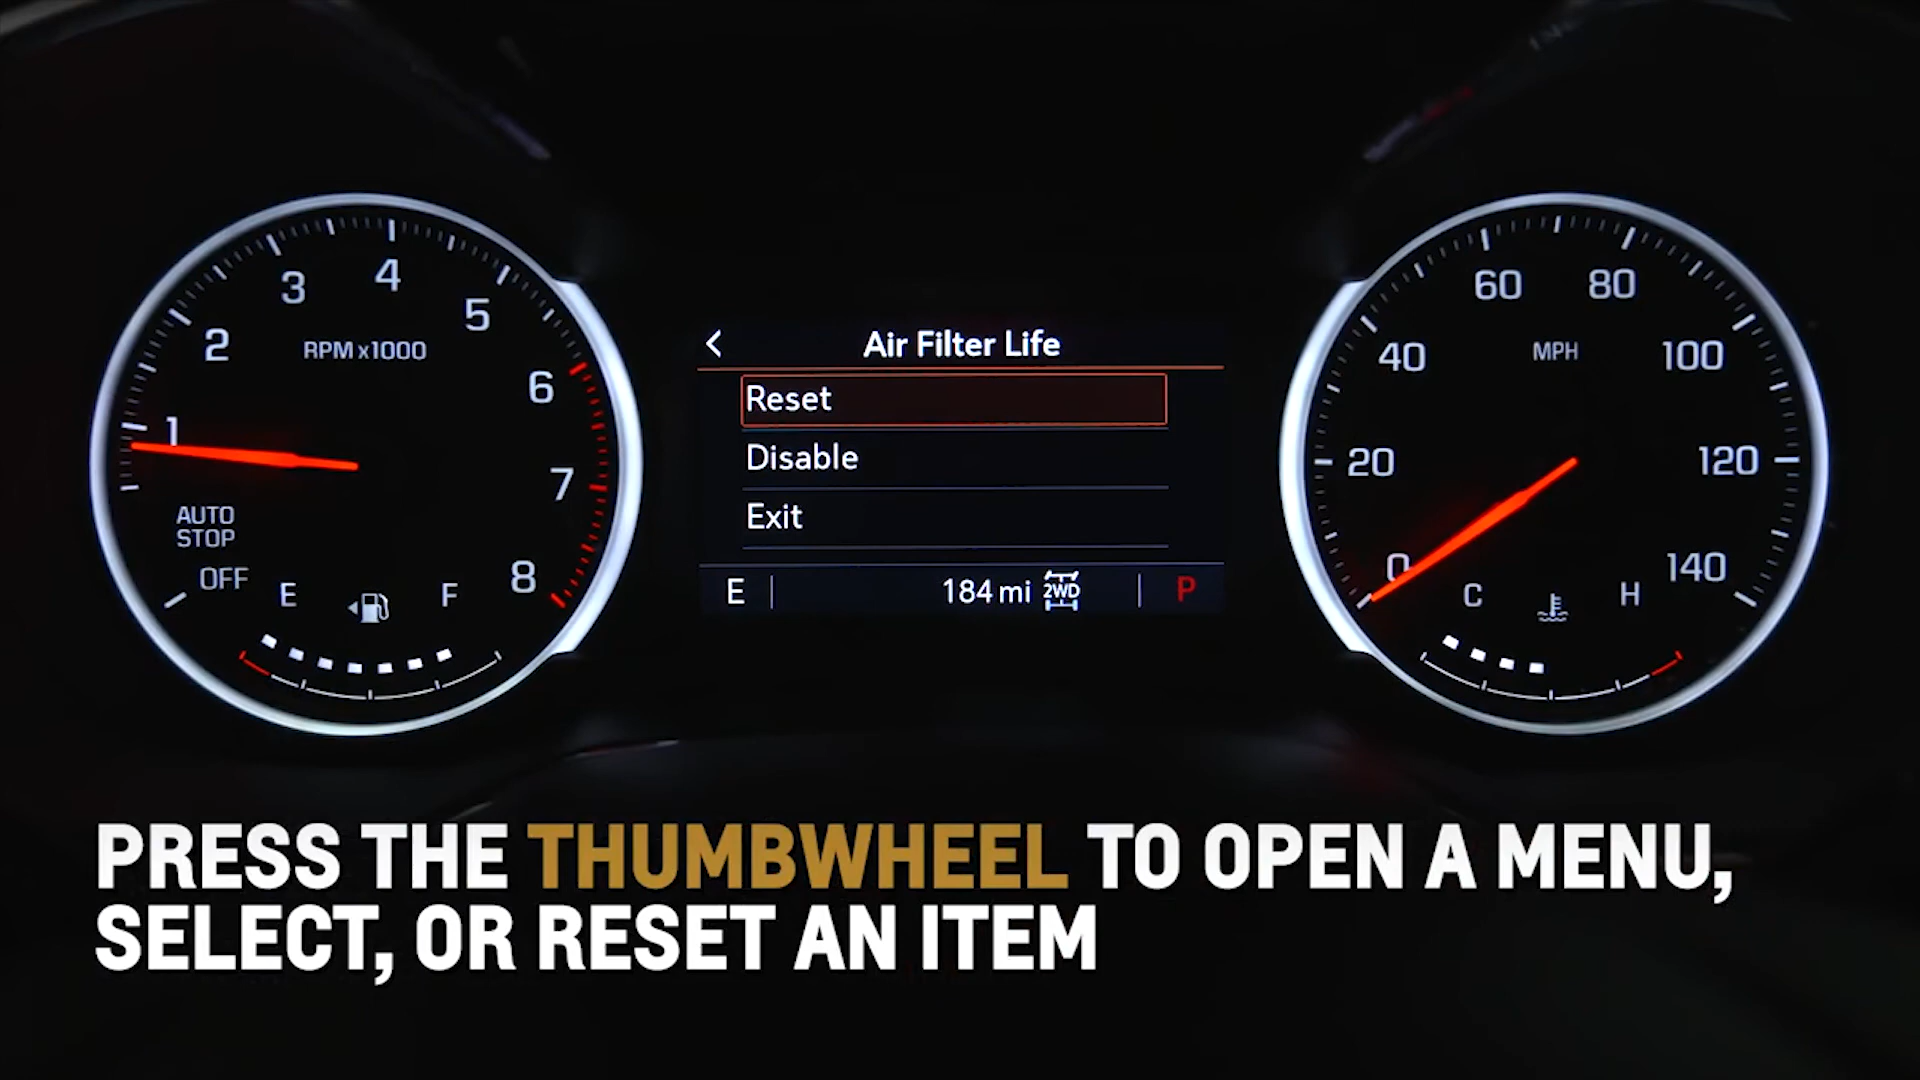 1
2
3
4
5
6
7
8
RPM x1000
AUTO
STOP
OFF
E
F
Air Filter Life
Reset
Disable
Exit
E
184 mi
2WD
P
0
20
40
60
80
100
120
140
MPH
C
H
PRESS THE THUMBWHEEL TO OPEN A MENU,
SELECT, OR RESET AN ITEM